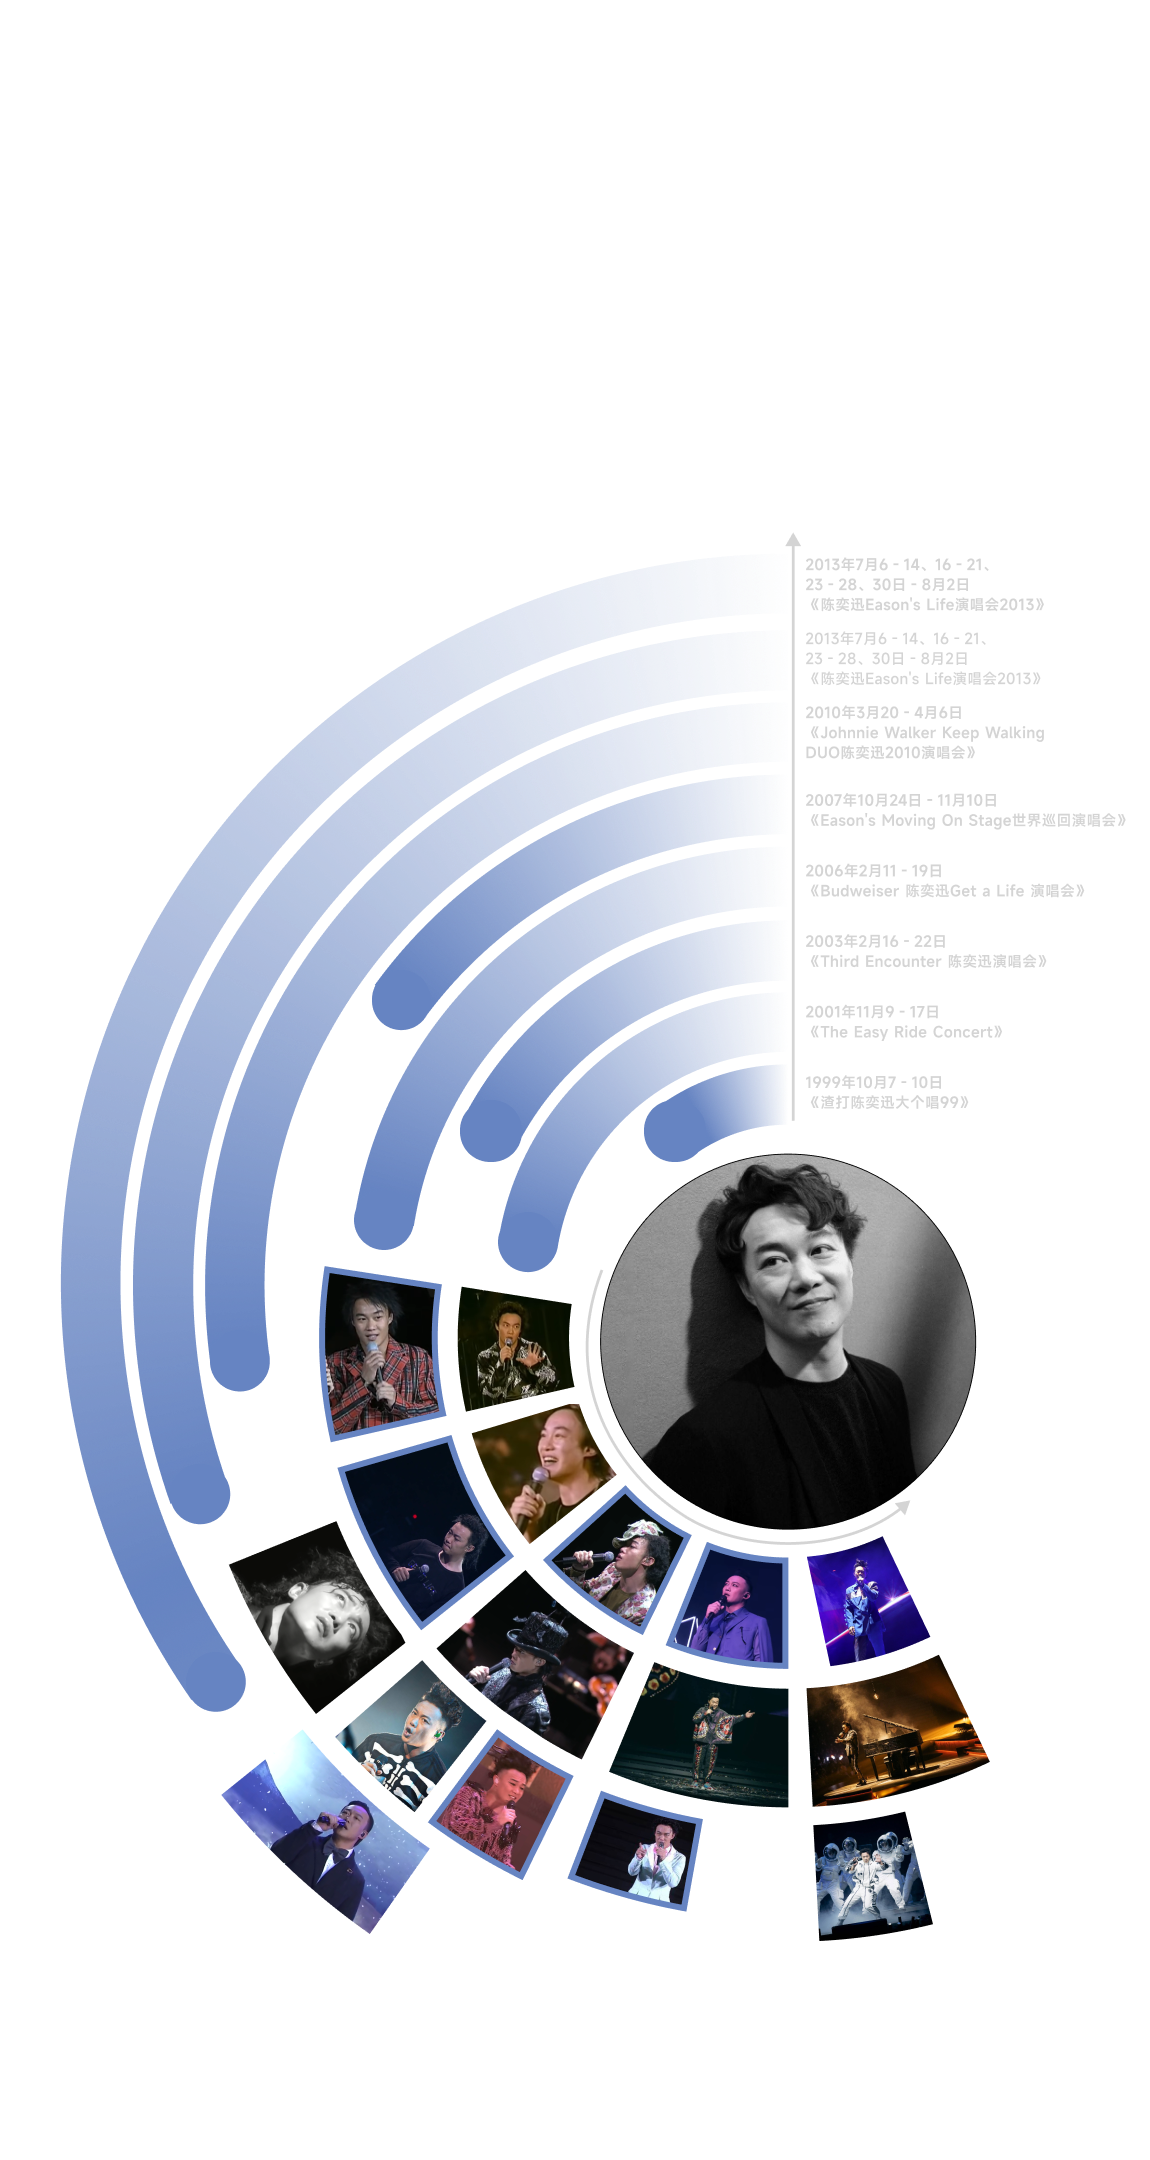 2013年7月6 - 14、16 - 21、
23 - 28、30日 - 8月2日
《陈奕迅Eason's Life演唱会2013》
2013年7月6 - 14、16 - 21、
23 - 28、30日 - 8月2日
《陈奕迅Eason's Life演唱会2013》
2010年3月20 - 4月6日
《Johnnie Walker Keep Walking
DUO陈奕迅2010演唱会》
2007年10月24日 - 11月10日
《Eason's Moving On Stage世界巡回演唱会》
2006年2月11 - 19日
《Budweiser 陈奕迅Get a Life 演唱会》
2003年2月16 - 22日
《Third Encounter 陈奕迅演唱会》
2001年11月9 - 17日
《The Easy Ride Concert》
1999年10月7 - 10日
《渣打陈奕迅大个唱99》